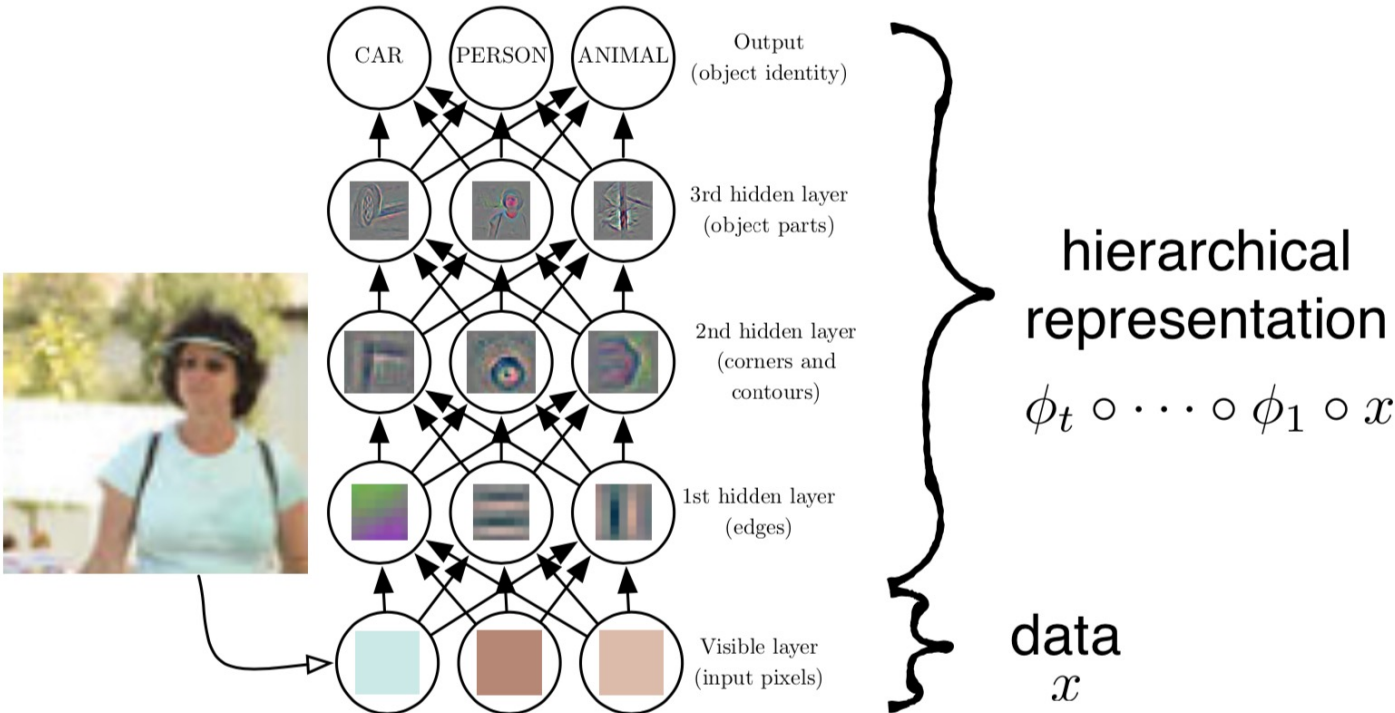 CAR
PERSON
ANIMAL
Output
(object identity)
3rd hidden layer
(object parts)
2nd hidden layer
(corners and
contours)
1st hidden layer
(edges)
Visible layer
(input pixels)
hierarchical
representation
ϕt ∘ · · · ∘ ϕ1 ∘ x
data
x